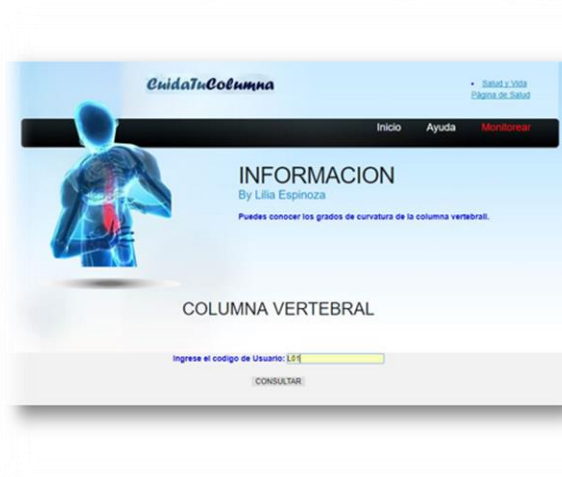 CuidaTuColumna
Salud y Vida
Página de Salud
Inicio Ayuda Monitorear
INFORMACION
By Lilia Espinoza
Puedes conocer los grados de curvatura de la columna vertebrall.
COLUMNA VERTEBRAL
Ingrese el codigo de Usuario: L01
CONSULTAR